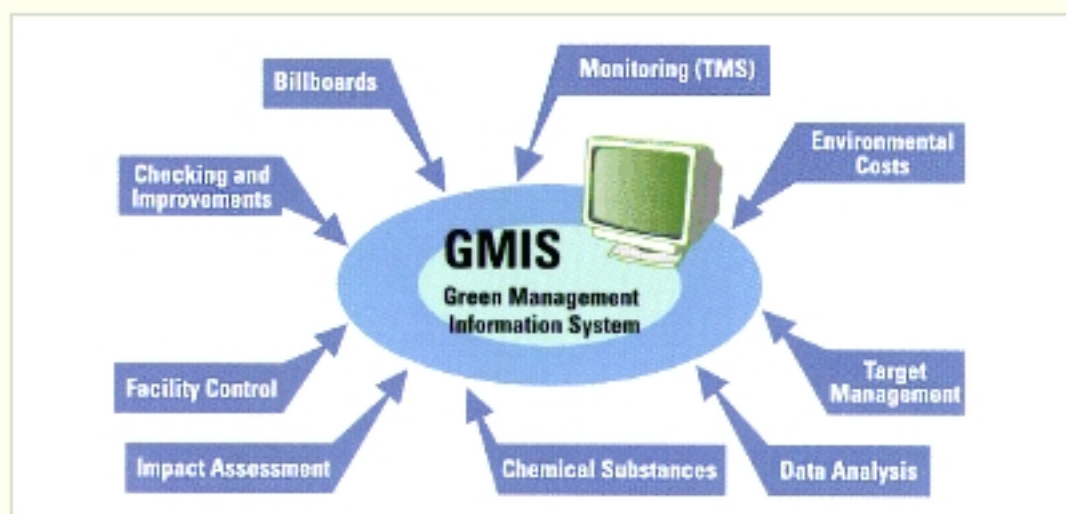 Billboards
Monitoring (TMS)
Environmental
Costs
Checking and
Improvements
GMIS
Green Management
Information System
Facility Control
Target
Management
Impact Assessment
Chemical Substances
Data Analysis